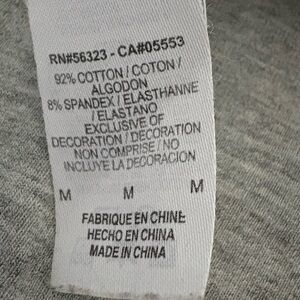 RN#56323 - CA#05553
92% COTTON / COTON /
ALGODON
8% SPANDEX / ELASTHANNE
/ ELASTANO
EXCLUSIVE OF
DECORATION / DECORATION
NON COMPRISE / NO
INCLUYE LA DECORACION
M M M
FABRIQUE EN CHINE
HECHO EN CHINA
MADE IN CHINA